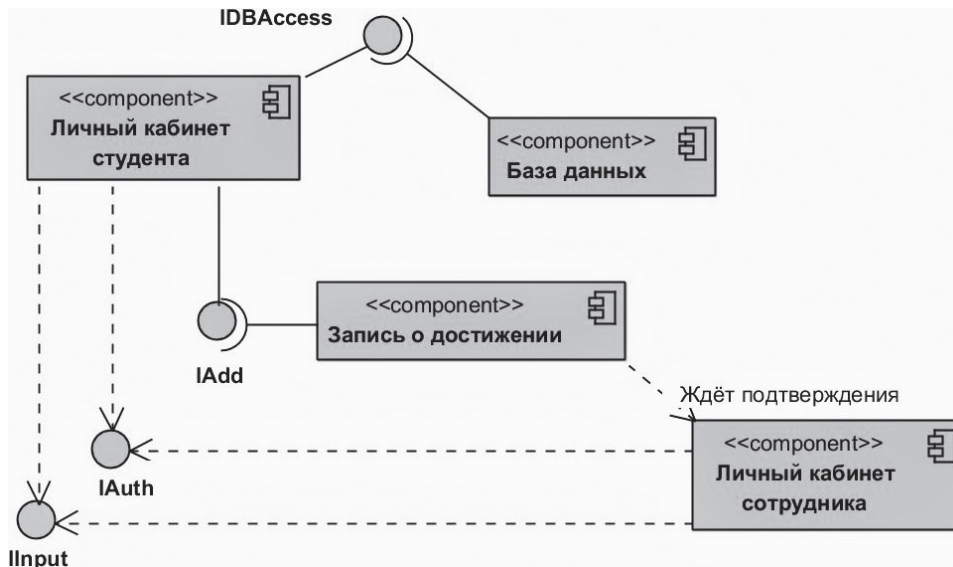 IDBAccess
<<component>>
Личный кабинет
студента
<<component>>
База данных
<<component>>
Запись о достижении
IAdd
Ждёт подтверждения
<<component>>
Личный кабинет
сотрудника
IAuth
IInput